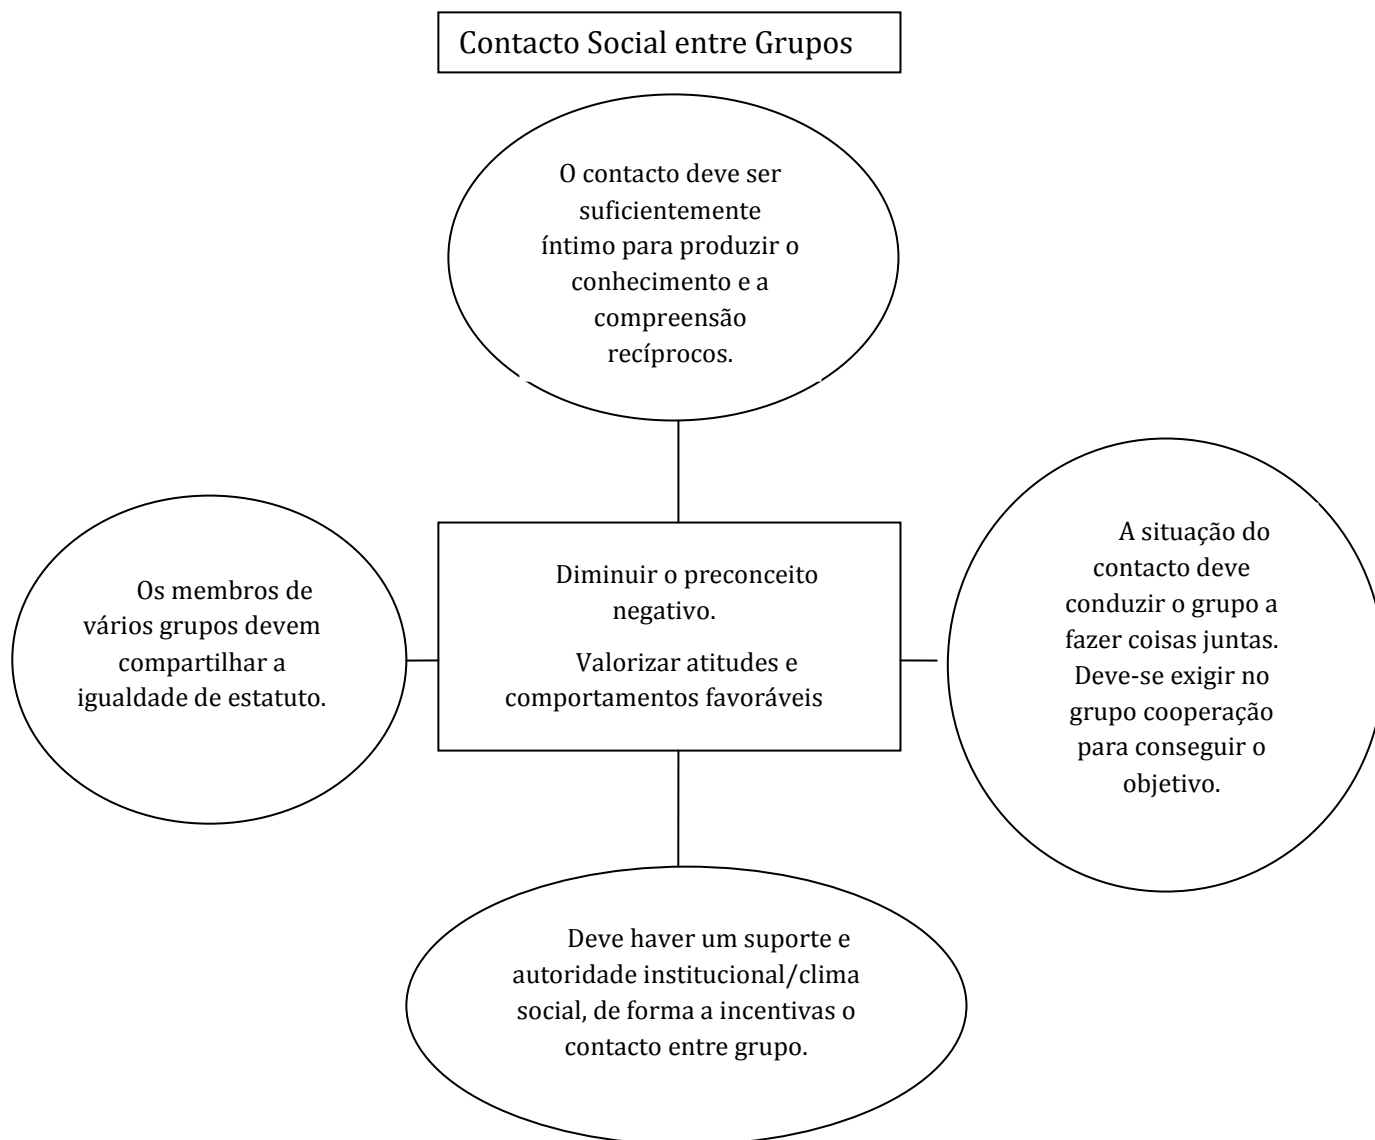 Contacto Social entre Grupos
O contacto deve ser
suficientemente
íntimo para produzir o
conhecimento e a
compreensão
recíprocos.
Os membros de
vários grupos devem
compartilhar a
igualdade de estatuto.
Diminuir o preconceito
negativo.
Valorizar atitudes e
comportamentos favoráveis
A situação do
contacto deve
conduzir o grupo a
fazer coisas juntas.
Deve-se exigir no
grupo cooperação
para conseguir o
objetivo.
Deve haver um suporte e
autoridade institucional/clima
social, de forma a incentivas o
contacto entre grupo.